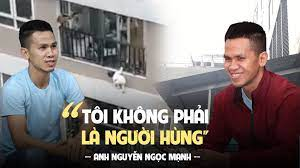 “TÔI KHÔNG PHẢI
LÀ NGƯỜI HÙNG”
- ANH NGUYỄN NGỌC MẠNH -